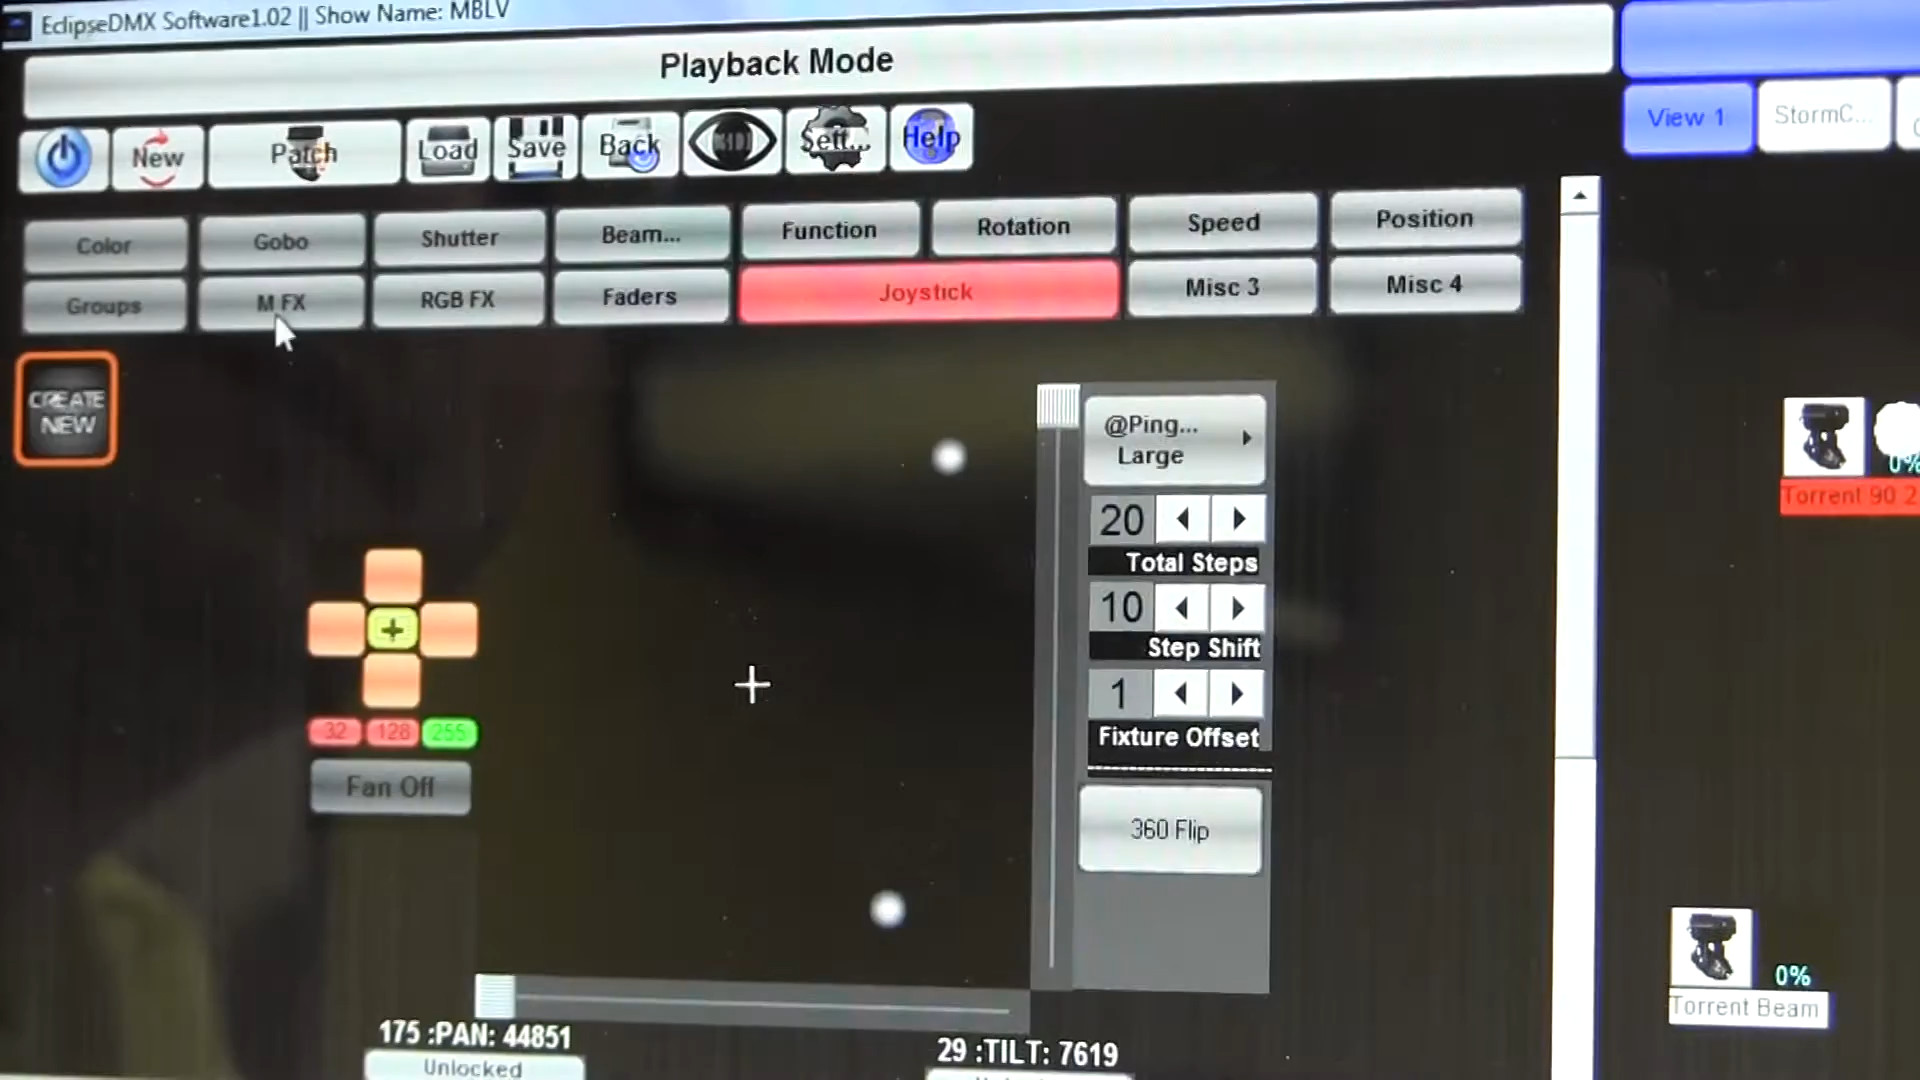 EclipseDMX Software1.02 || Show Name: MBLV
Playback Mode
New
Patch
Load
Save
Back
MIDI
Sett...
Help
View 1
StormC...
Color
Gobo
Shutter
Beam...
Function
Rotation
Speed
Position
Groups
M FX
RGB FX
Faders
Joystick
Misc 3
Misc 4
CREATE
NEW
@Ping...
Large
20
Total Steps
10
Step Shift
1
Fixture Offset
360 Flip
+
32 128 255
Fan Off
0%
Torrent 90 2
0%
Torrent Beam
175 :PAN: 44851
Unlocked
29 :TILT: 7619